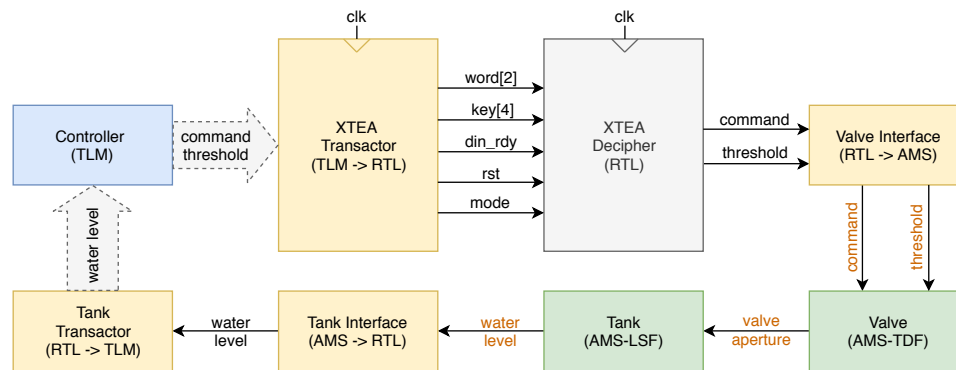 clk
clk
Controller
(TLM)
command
threshold
XTEA
Transactor
(TLM -> RTL)
word[2]
key[4]
din_rdy
rst
mode
XTEA
Decipher
(RTL)
command
threshold
Valve Interface
(RTL -> AMS)
water level
command
threshold
Tank
Transactor
(RTL -> TLM)
water
level
Tank Interface
(AMS -> RTL)
water
level
Tank
(AMS-LSF)
valve
aperture
Valve
(AMS-TDF)